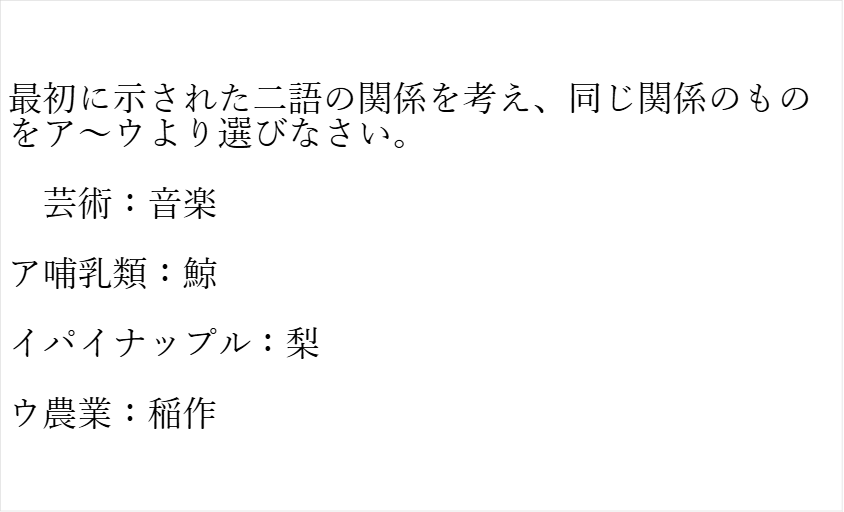 最初に示された二語の関係を考え、同じ関係のもの
をア〜ウより選びなさい。
　芸術：音楽
ア哺乳類：鯨
イパイナップル：梨
ウ農業：稲作